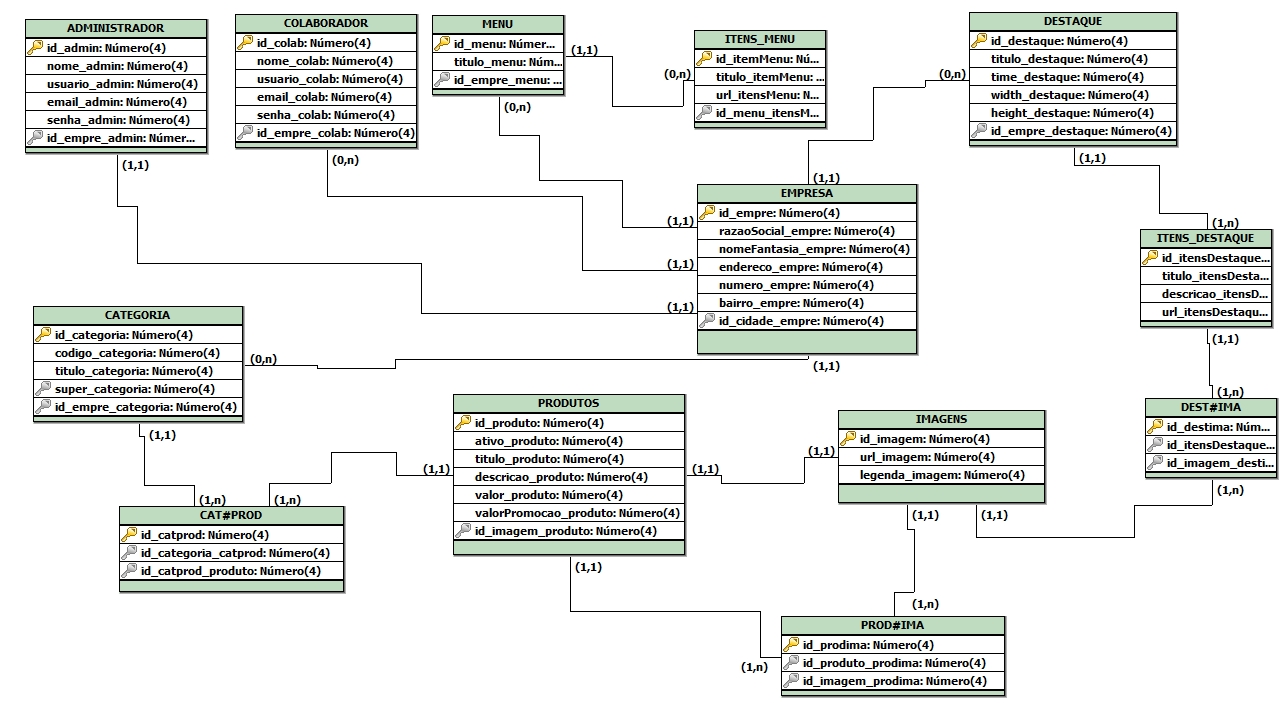 ADMINISTRADOR
id_admin: Número(4)
nome_admin: Número(4)
usuario_admin: Número(4)
email_admin: Número(4)
senha_admin: Número(4)
id_empre_admin: Númer...
(1,1)
COLABORADOR
id_colab: Número(4)
nome_colab: Número(4)
usuario_colab: Número(4)
email_colab: Número(4)
senha_colab: Número(4)
id_empre_colab: Número(4)
(0,n)
MENU
id_menu: Númer...
titulo_menu: Núm...
id_empre_menu: ...
(1,1)
(0,n)
ITENS_MENU
id_itemMenu: Nú...
titulo_itemMenu: ...
url_itensMenu: N...
id_menu_itensM...
(0,n)
DESTAQUE
id_destaque: Número(4)
titulo_destaque: Número(4)
time_destaque: Número(4)
width_destaque: Número(4)
height_destaque: Número(4)
id_empre_destaque: Número(4)
(0,n)
(1,1)
(1,1)
EMPRESA
id_empre: Número(4)
razaoSocial_empre: Número(4)
nomeFantasia_empre: Número(4)
endereco_empre: Número(4)
numero_empre: Número(4)
bairro_empre: Número(4)
id_cidade_empre: Número(4)
(1,1)
(1,1)
(1,1)
(1,1)
(1,n)
ITENS_DESTAQUE
id_itensDestaque...
titulo_itensDesta...
descricao_itensD...
url_itensDestaqu...
(1,1)
CATEGORIA
id_categoria: Número(4)
codigo_categoria: Número(4)
titulo_categoria: Número(4)
super_categoria: Número(4)
id_empre_categoria: Número(4)
(0,n)
(1,1)
PRODUTOS
id_produto: Número(4)
ativo_produto: Número(4)
titulo_produto: Número(4)
descricao_produto: Número(4)
valor_produto: Número(4)
valorPromocao_produto: Número(4)
id_imagem_produto: Número(4)
(1,1)
(1,1)
(1,1)
IMAGENS
id_imagem: Número(4)
url_imagem: Número(4)
legenda_imagem: Número(4)
(1,1)
(1,1)
(1,1)
(1,n)
DEST#IMA
id_destima: Núm...
id_itensDestaque...
id_imagem_desti...
(1,n)
(1,n)
(1,n)
CAT#PROD
id_catprod: Número(4)
id_categoria_catprod: Número(4)
id_catprod_produto: Número(4)
(1,n)
PROD#IMA
id_prodima: Número(4)
id_produto_prodima: Número(4)
id_imagem_prodima: Número(4)
(1,n)